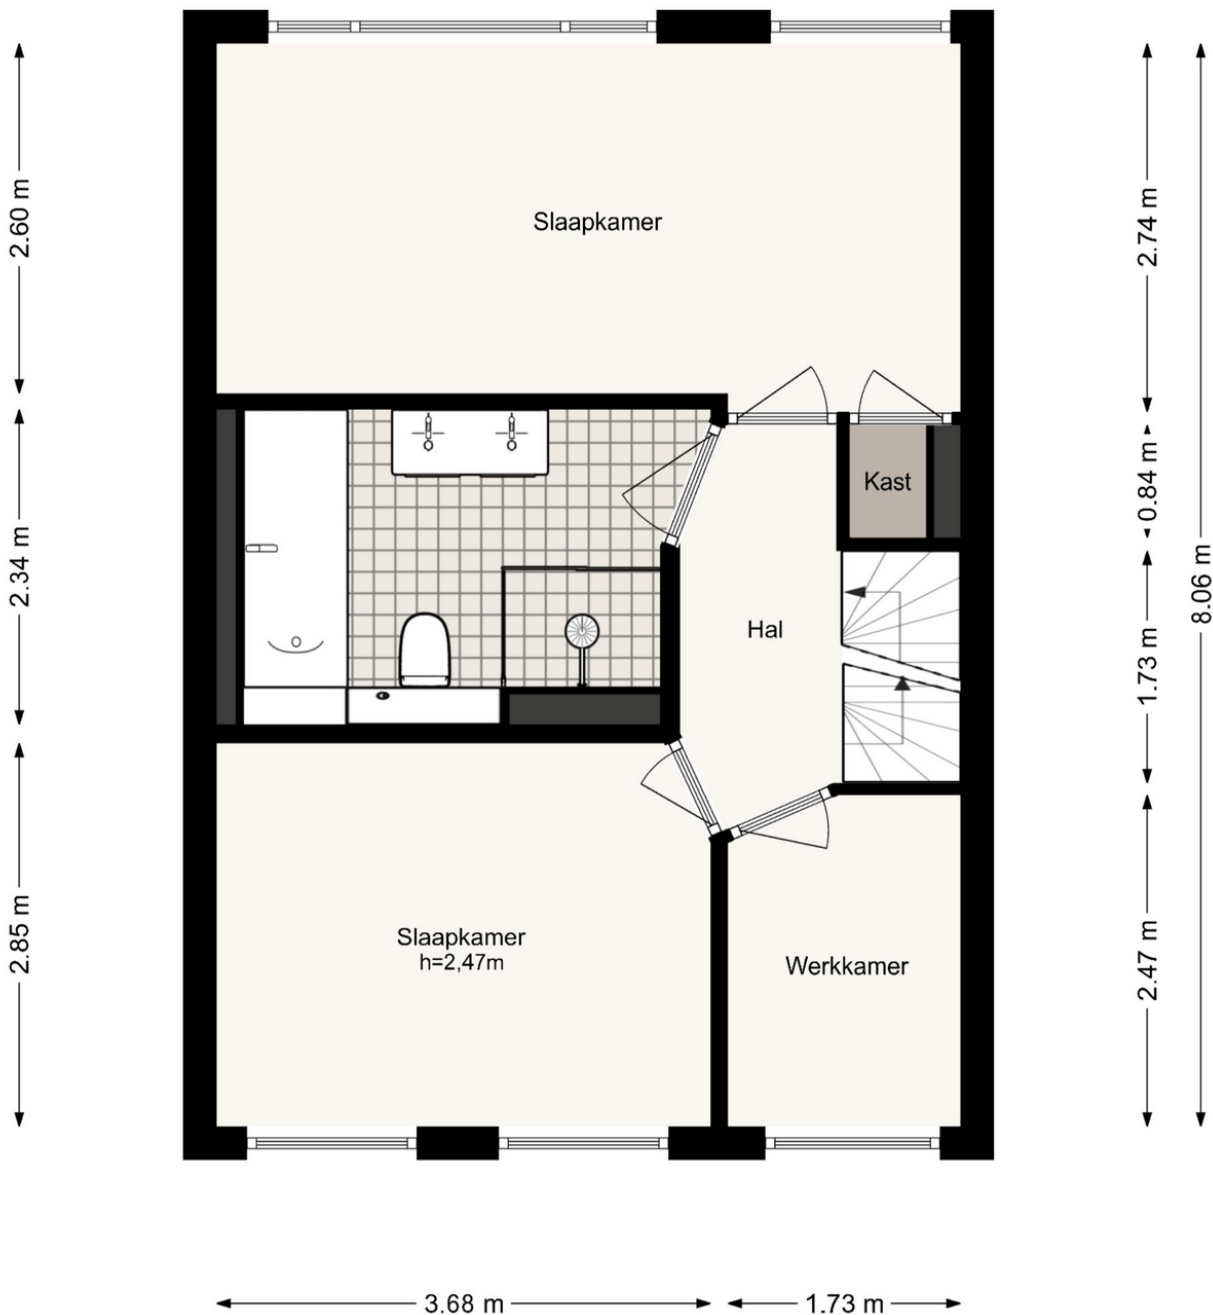 Slaapkamer
2.60 m
2.74 m
Kast
0.84 m
2.34 m
8.06 m
Hal
1.73 m
Slaapkamer
h=2,47m
2.85 m
Werkkamer
2.47 m
3.68 m
1.73 m